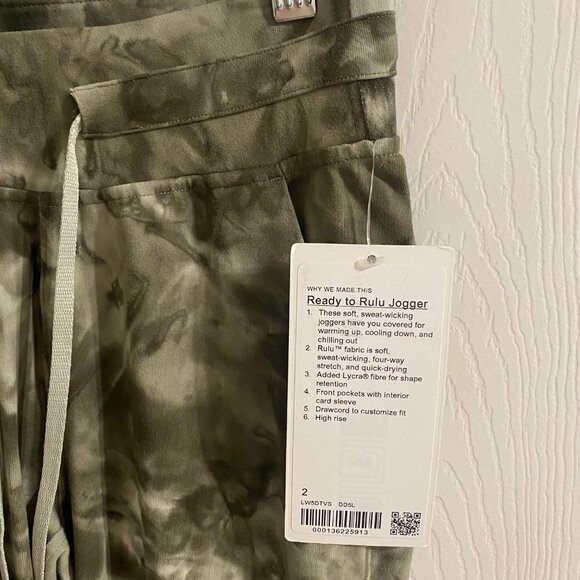 WHY WE MADE THIS
Ready to Rulu Jogger
1. These soft, sweat-wicking
joggers have you covered for
warming up, cooling down, and
chilling out
2. Rulu™ fabric is soft,
sweat-wicking, four-way
stretch, and quick-drying
3. Added Lycra® fibre for shape
retention
4. Front pockets with interior
card sleeve
5. Drawcord to customize fit
6. High rise
2
LW5DTVS DD5L
000136225913